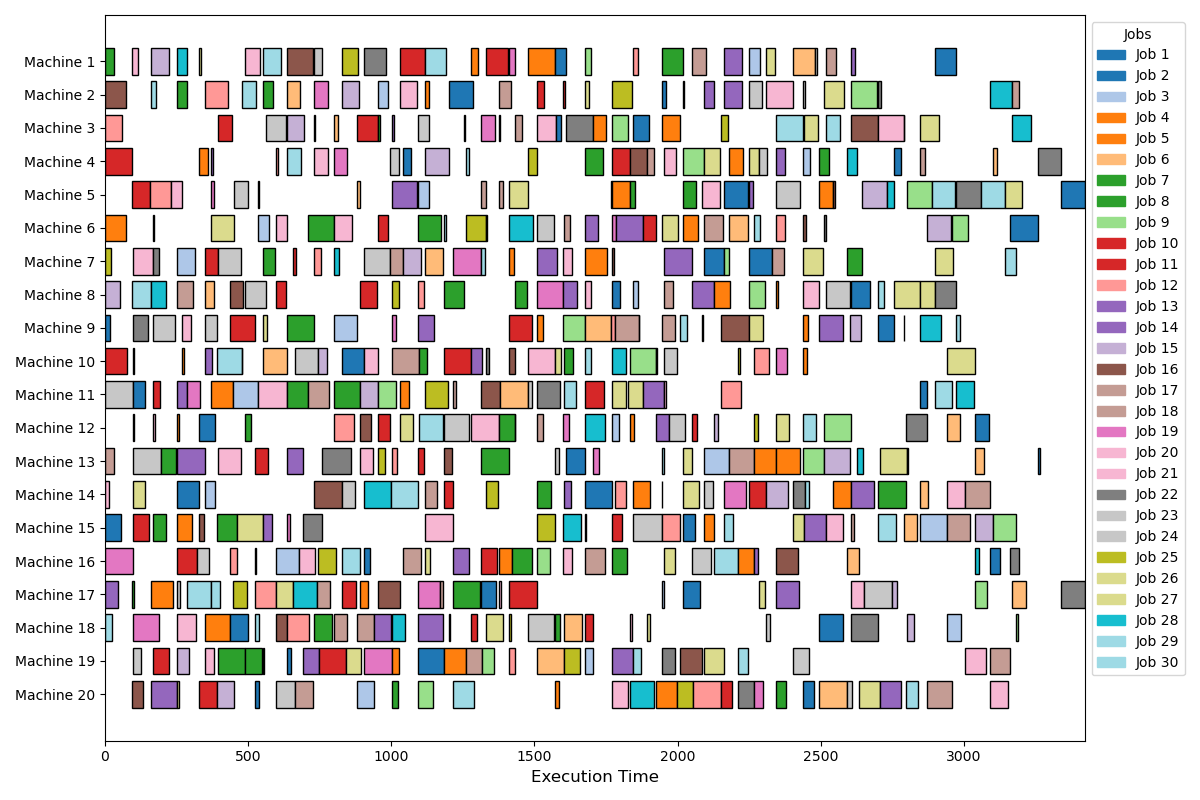 Machine 1
Machine 2
Machine 3
Machine 4
Machine 5
Machine 6
Machine 7
Machine 8
Machine 9
Machine 10
Machine 11
Machine 12
Machine 13
Machine 14
Machine 15
Machine 16
Machine 17
Machine 18
Machine 19
Machine 20
0 500 1000 1500 2000 2500 3000
Execution Time
Jobs
Job 1
Job 2
Job 3
Job 4
Job 5
Job 6
Job 7
Job 8
Job 9
Job 10
Job 11
Job 12
Job 13
Job 14
Job 15
Job 16
Job 17
Job 18
Job 19
Job 20
Job 21
Job 22
Job 23
Job 24
Job 25
Job 26
Job 27
Job 28
Job 29
Job 30